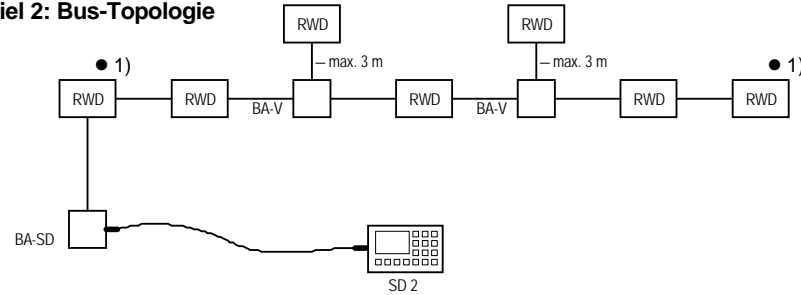 iel 2: Bus-Topologie
RWD RWD
● 1) max. 3 m max. 3 m ● 1)
RWD RWD BA-V RWD BA-V RWD RWD
BA-SD
SD 2